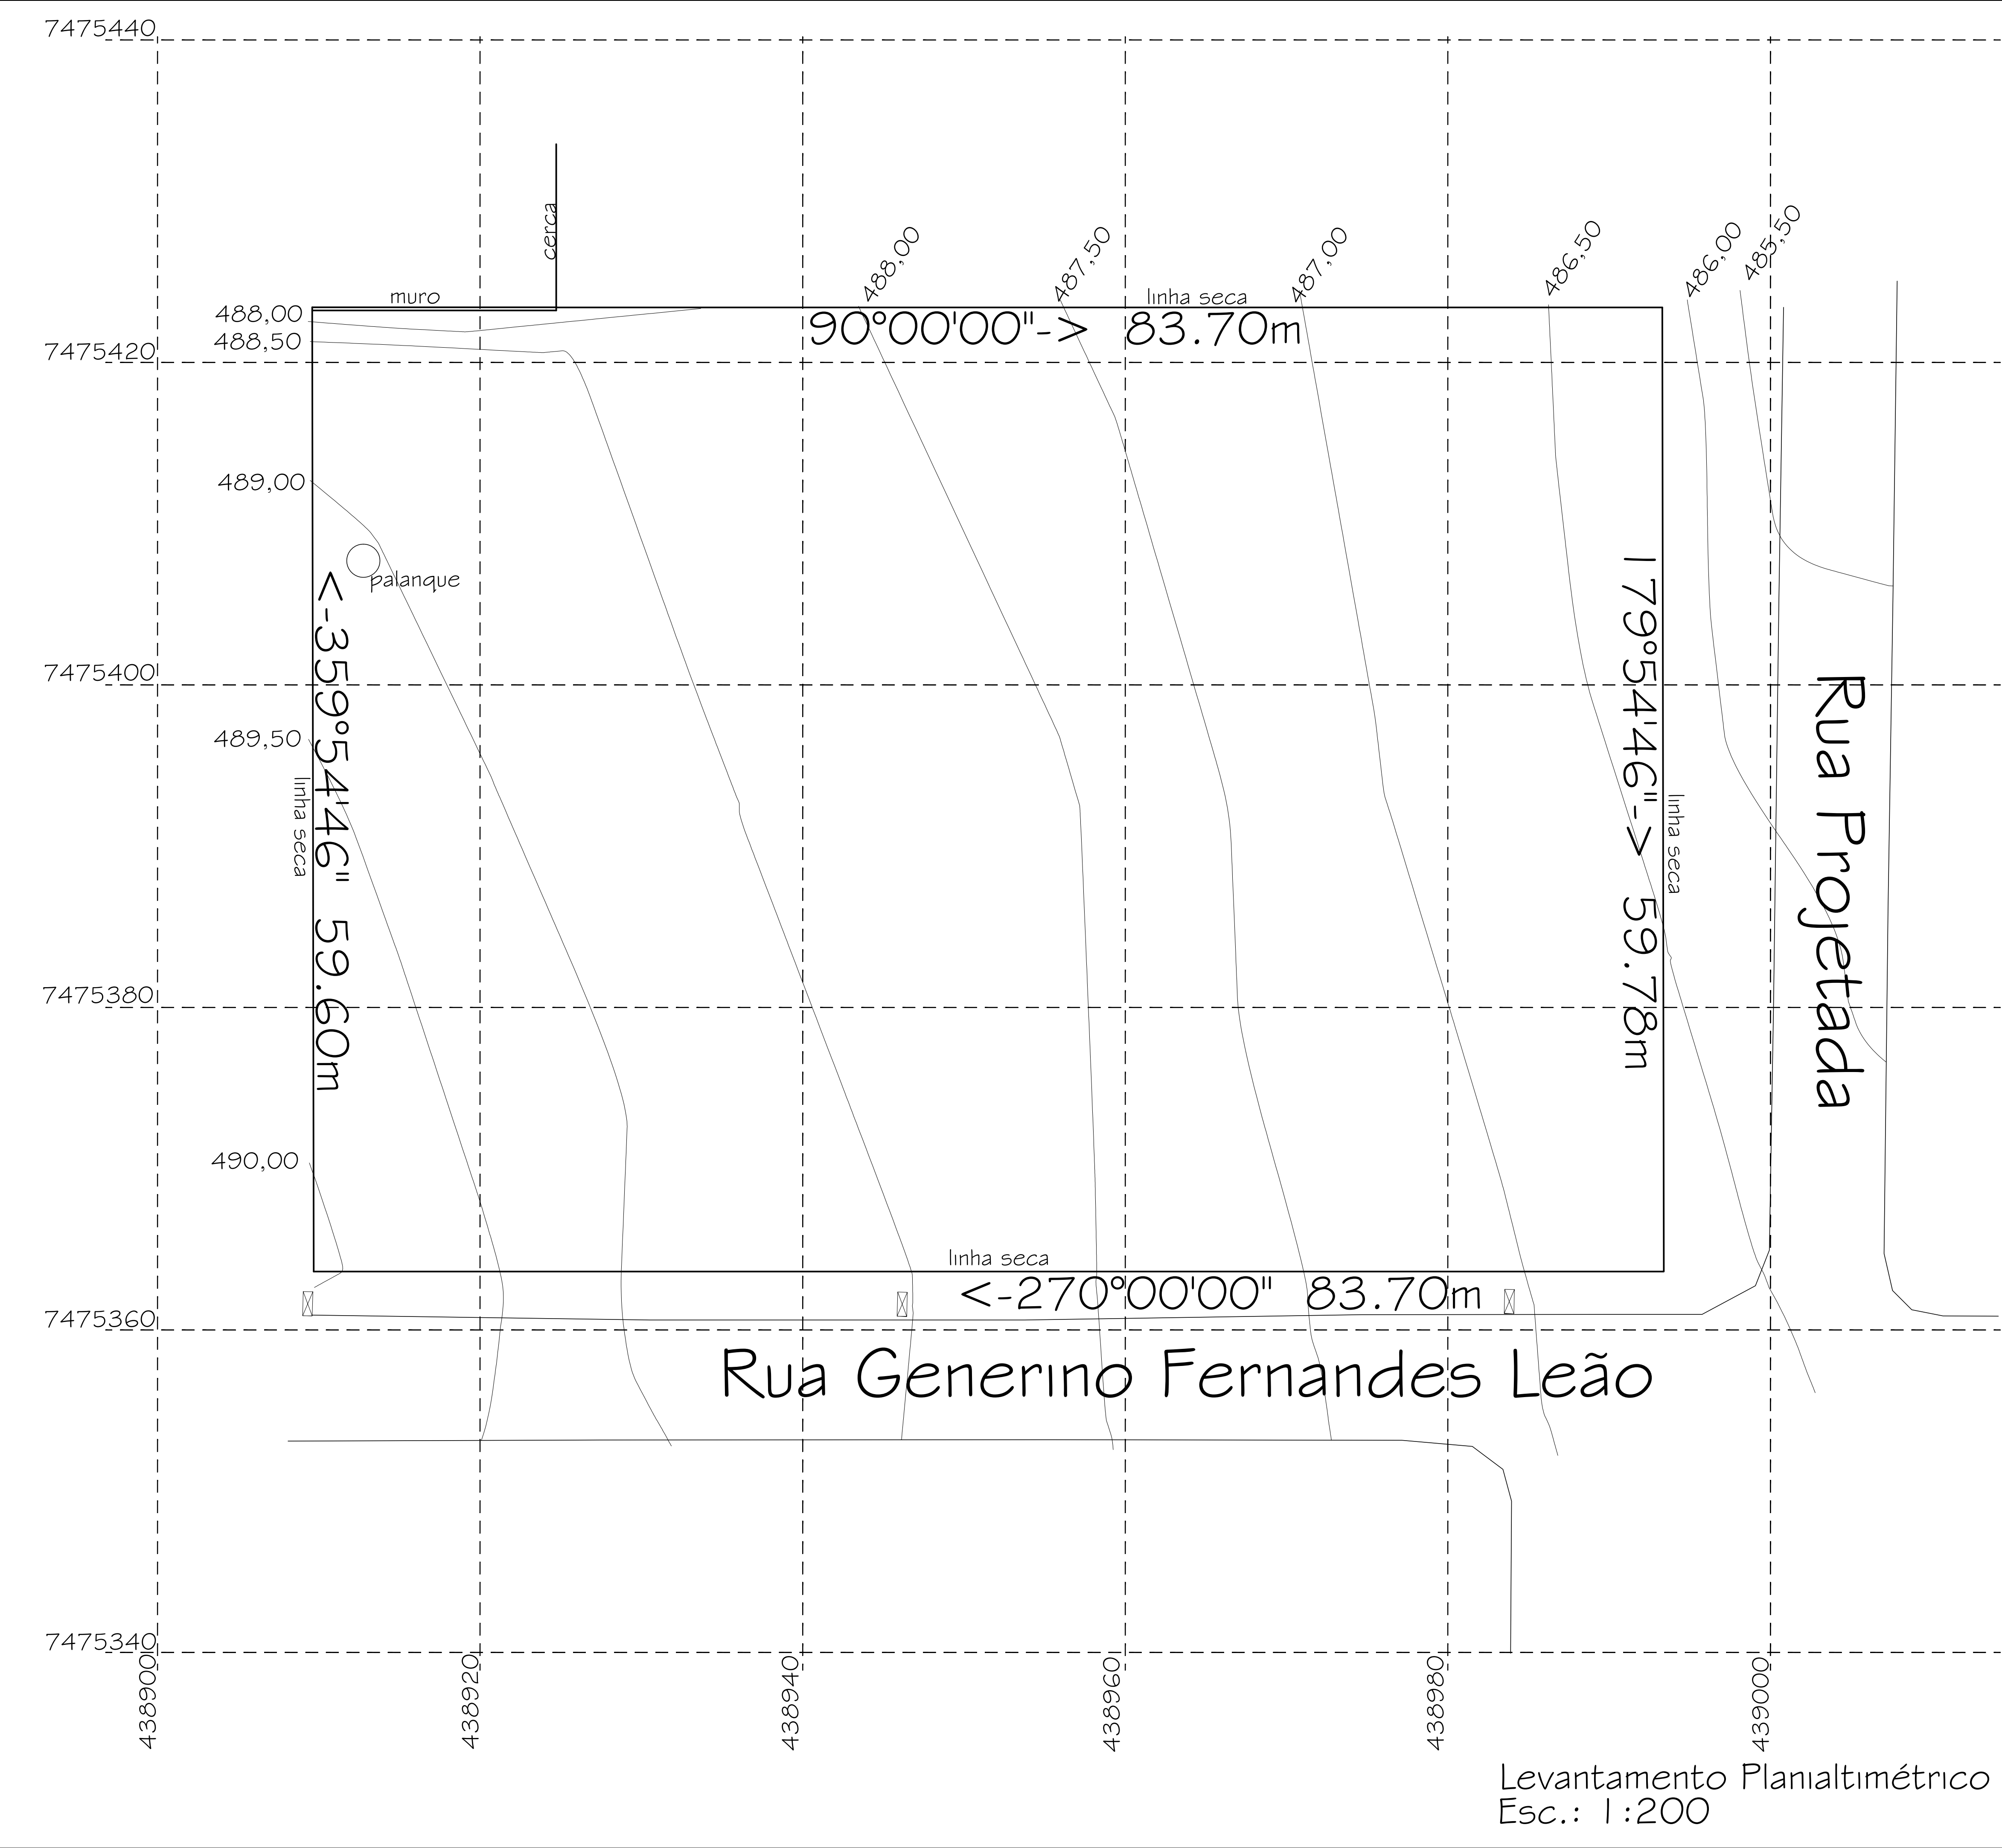 7475440
cerca
488,00
487,50
487,00
486,50
486,00
485,50
muro
linha seca
488,00
90°00'00"-> 83.70m
488,50
7475420
489,00
palanque
<-359°54'46" 59.60m
179°54'46"-> 59.78m
7475400
Rua Projetada
489,50
linha seca
linha seca
7475380
490,00
linha seca
<-270°00'00" 83.70m
7475360
Rua Generino Fernandes Leão
7475340
438900
438920
438940
438960
438980
439000
Levantamento Planialtimétrico
Esc.: 1:200